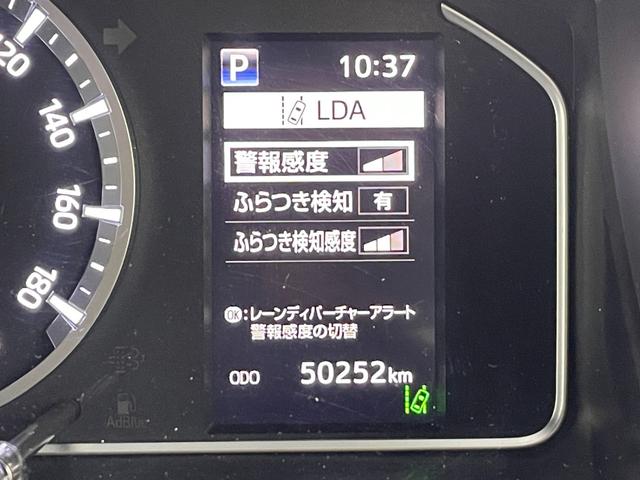 120
140
160
180
P 10:37
LDA
警報感度
ふらつき検知 有
ふらつき検知感度
OK:レーンディパーチャーアラート
警報感度の切替
ODO 50252km
AdBlue